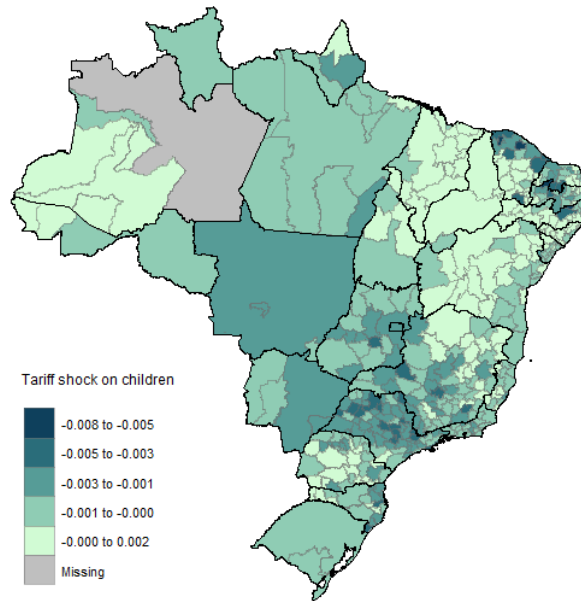 Tariff shock on children
-0.008 to -0.005
-0.005 to -0.003
-0.003 to -0.001
-0.001 to -0.000
-0.000 to 0.002
Missing